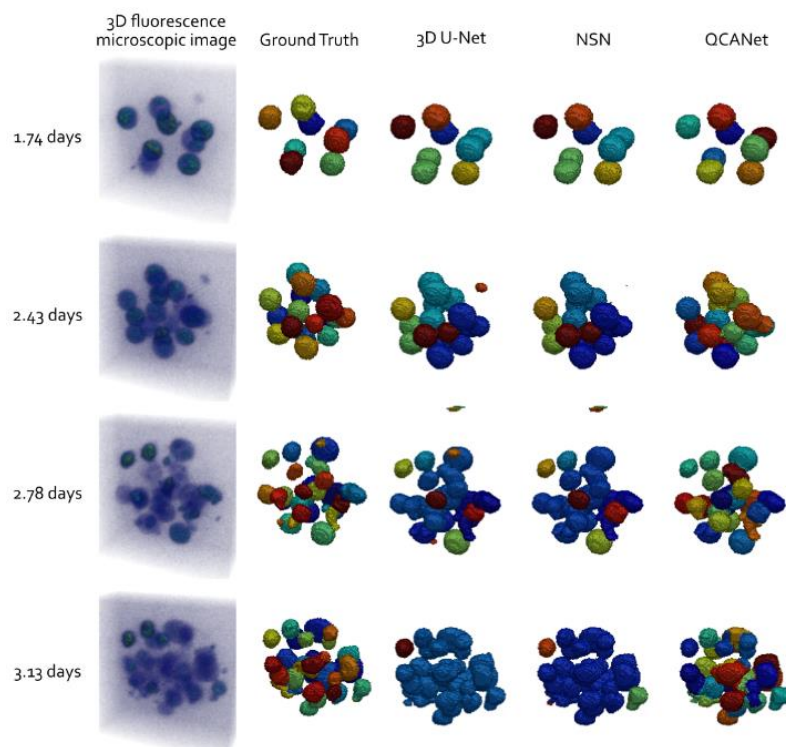 3D fluorescence
microscopic image
Ground Truth
3D U-Net
NSN
QCANet
1.74 days
2.43 days
2.78 days
3.13 days